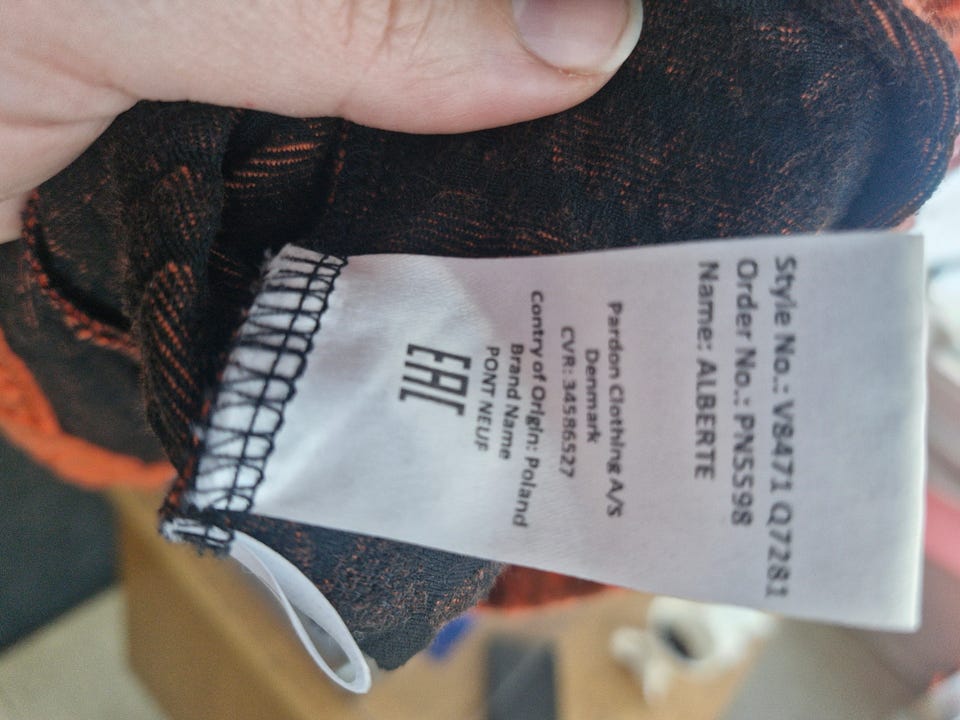 Style No.: V8471 Q7281
Order No.: PN5598
Name: ALBERTE
Pardon Clothing A/S
Denmark
CVR: 34586527
Contry of Origin: Poland
Brand Name
PONT NEUF
EAC